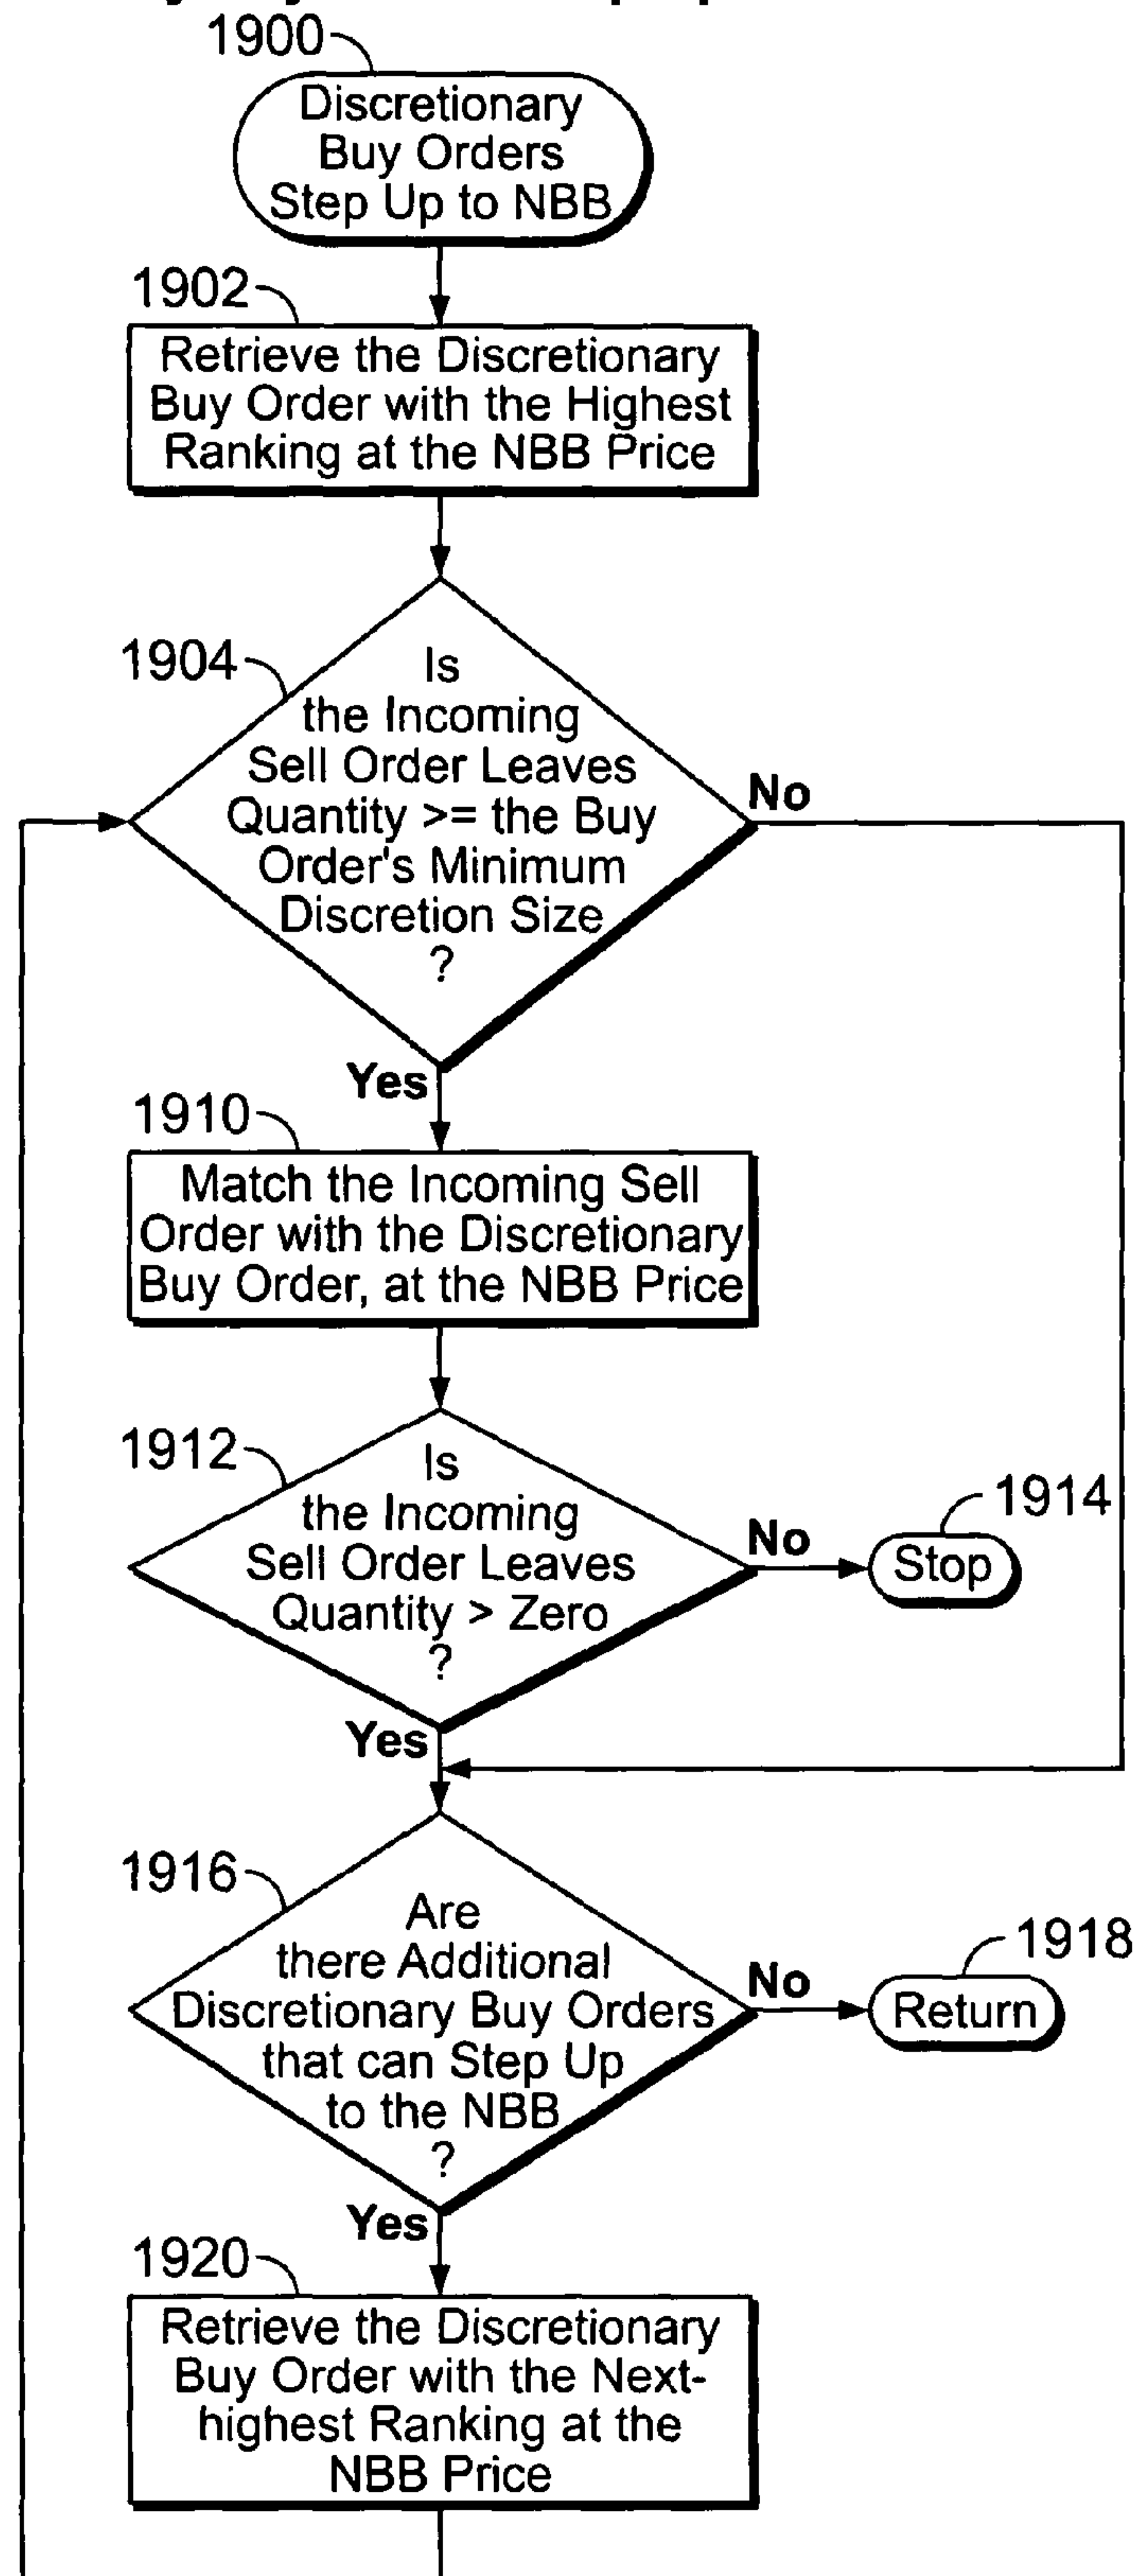 1900
Discretionary
Buy Orders
Step Up to NBB
1902
Retrieve the Discretionary
Buy Order with the Highest
Ranking at the NBB Price
1904
Is
the Incoming
Sell Order Leaves
Quantity >= the Buy
Order's Minimum
Discretion Size
?
No
Yes
1910
Match the Incoming Sell
Order with the Discretionary
Buy Order, at the NBB Price
1912
Is
the Incoming
Sell Order Leaves
Quantity > Zero
?
No
1914
Stop
Yes
1916
Are
there Additional
Discretionary Buy Orders
that can Step Up
to the NBB
?
No
1918
Return
Yes
1920
Retrieve the Discretionary
Buy Order with the Next-
highest Ranking at the
NBB Price